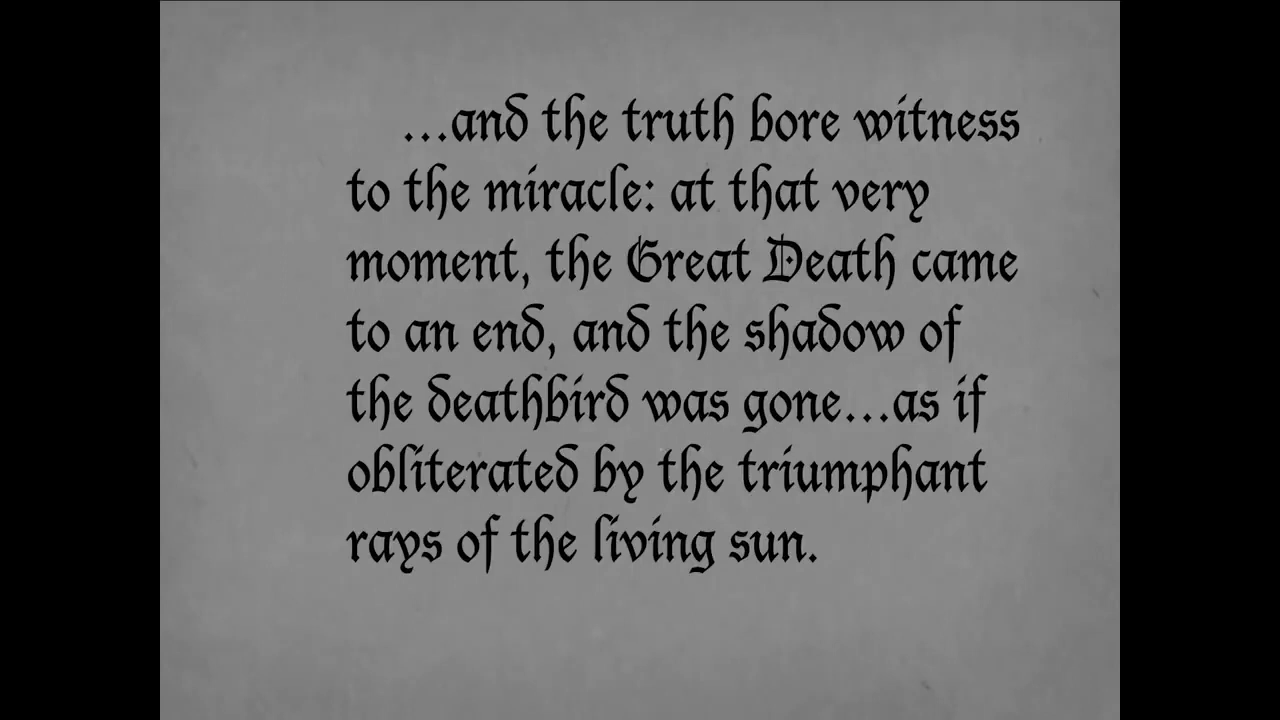 ...and the truth bore witness
to the miracle: at that very
moment, the Great Death came
to an end, and the shadow of
the deathbird was gone...as if
obliterated by the triumphant
rays of the living sun.